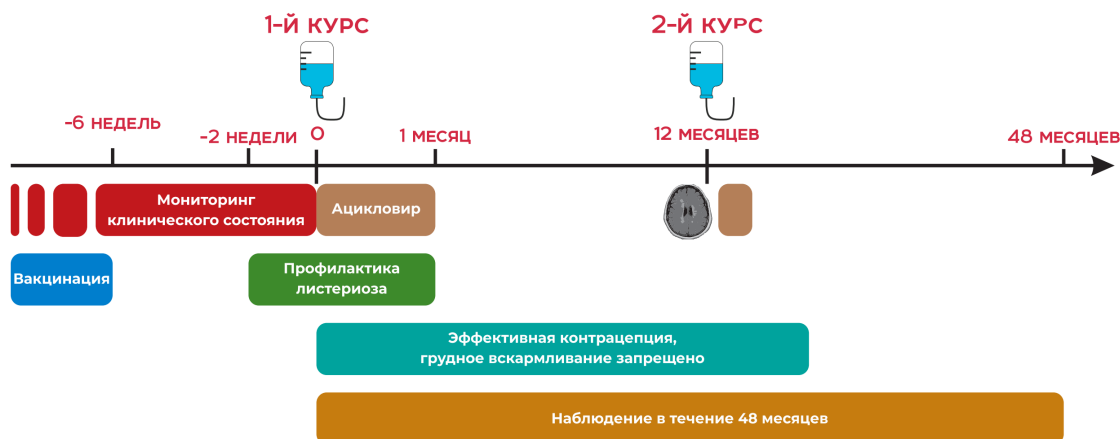 1-Й КУРС
2-Й КУРС
-6 НЕДЕЛЬ
-2 НЕДЕЛИ
0
1 МЕСЯЦ
12 МЕСЯЦЕВ
48 МЕСЯЦЕВ
Мониторинг
клинического состояния
Ацикловир
Вакцинация
Профилактика
листериоза
Эффективная контрацепция,
грудное вскармливание запрещено
Наблюдение в течение 48 месяцев